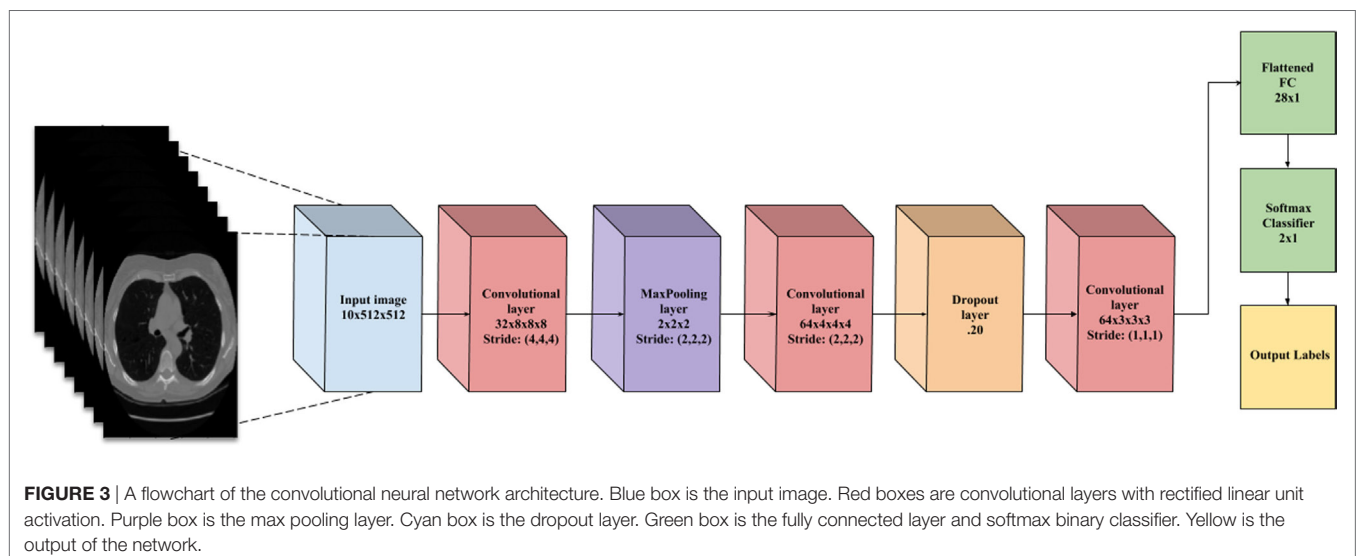 Input image
10x512x512
Convolutional
layer
32x8x8x8
Stride: (4,4,4)
MaxPooling
layer
2x2x2
Stride: (2,2,2)
Convolutional
layer
64x4x4x4
Stride: (2,2,2)
Dropout
layer
.20
Convolutional
layer
64x3x3x3
Stride: (1,1,1)
Flattened
FC
28x1
Softmax
Classifier
2x1
Output Labels
FIGURE 3 | A flowchart of the convolutional neural network architecture. Blue box is the input image. Red boxes are convolutional layers with rectified linear unit
activation. Purple box is the max pooling layer. Cyan box is the dropout layer. Green box is the fully connected layer and softmax binary classifier. Yellow is the
output of the network.